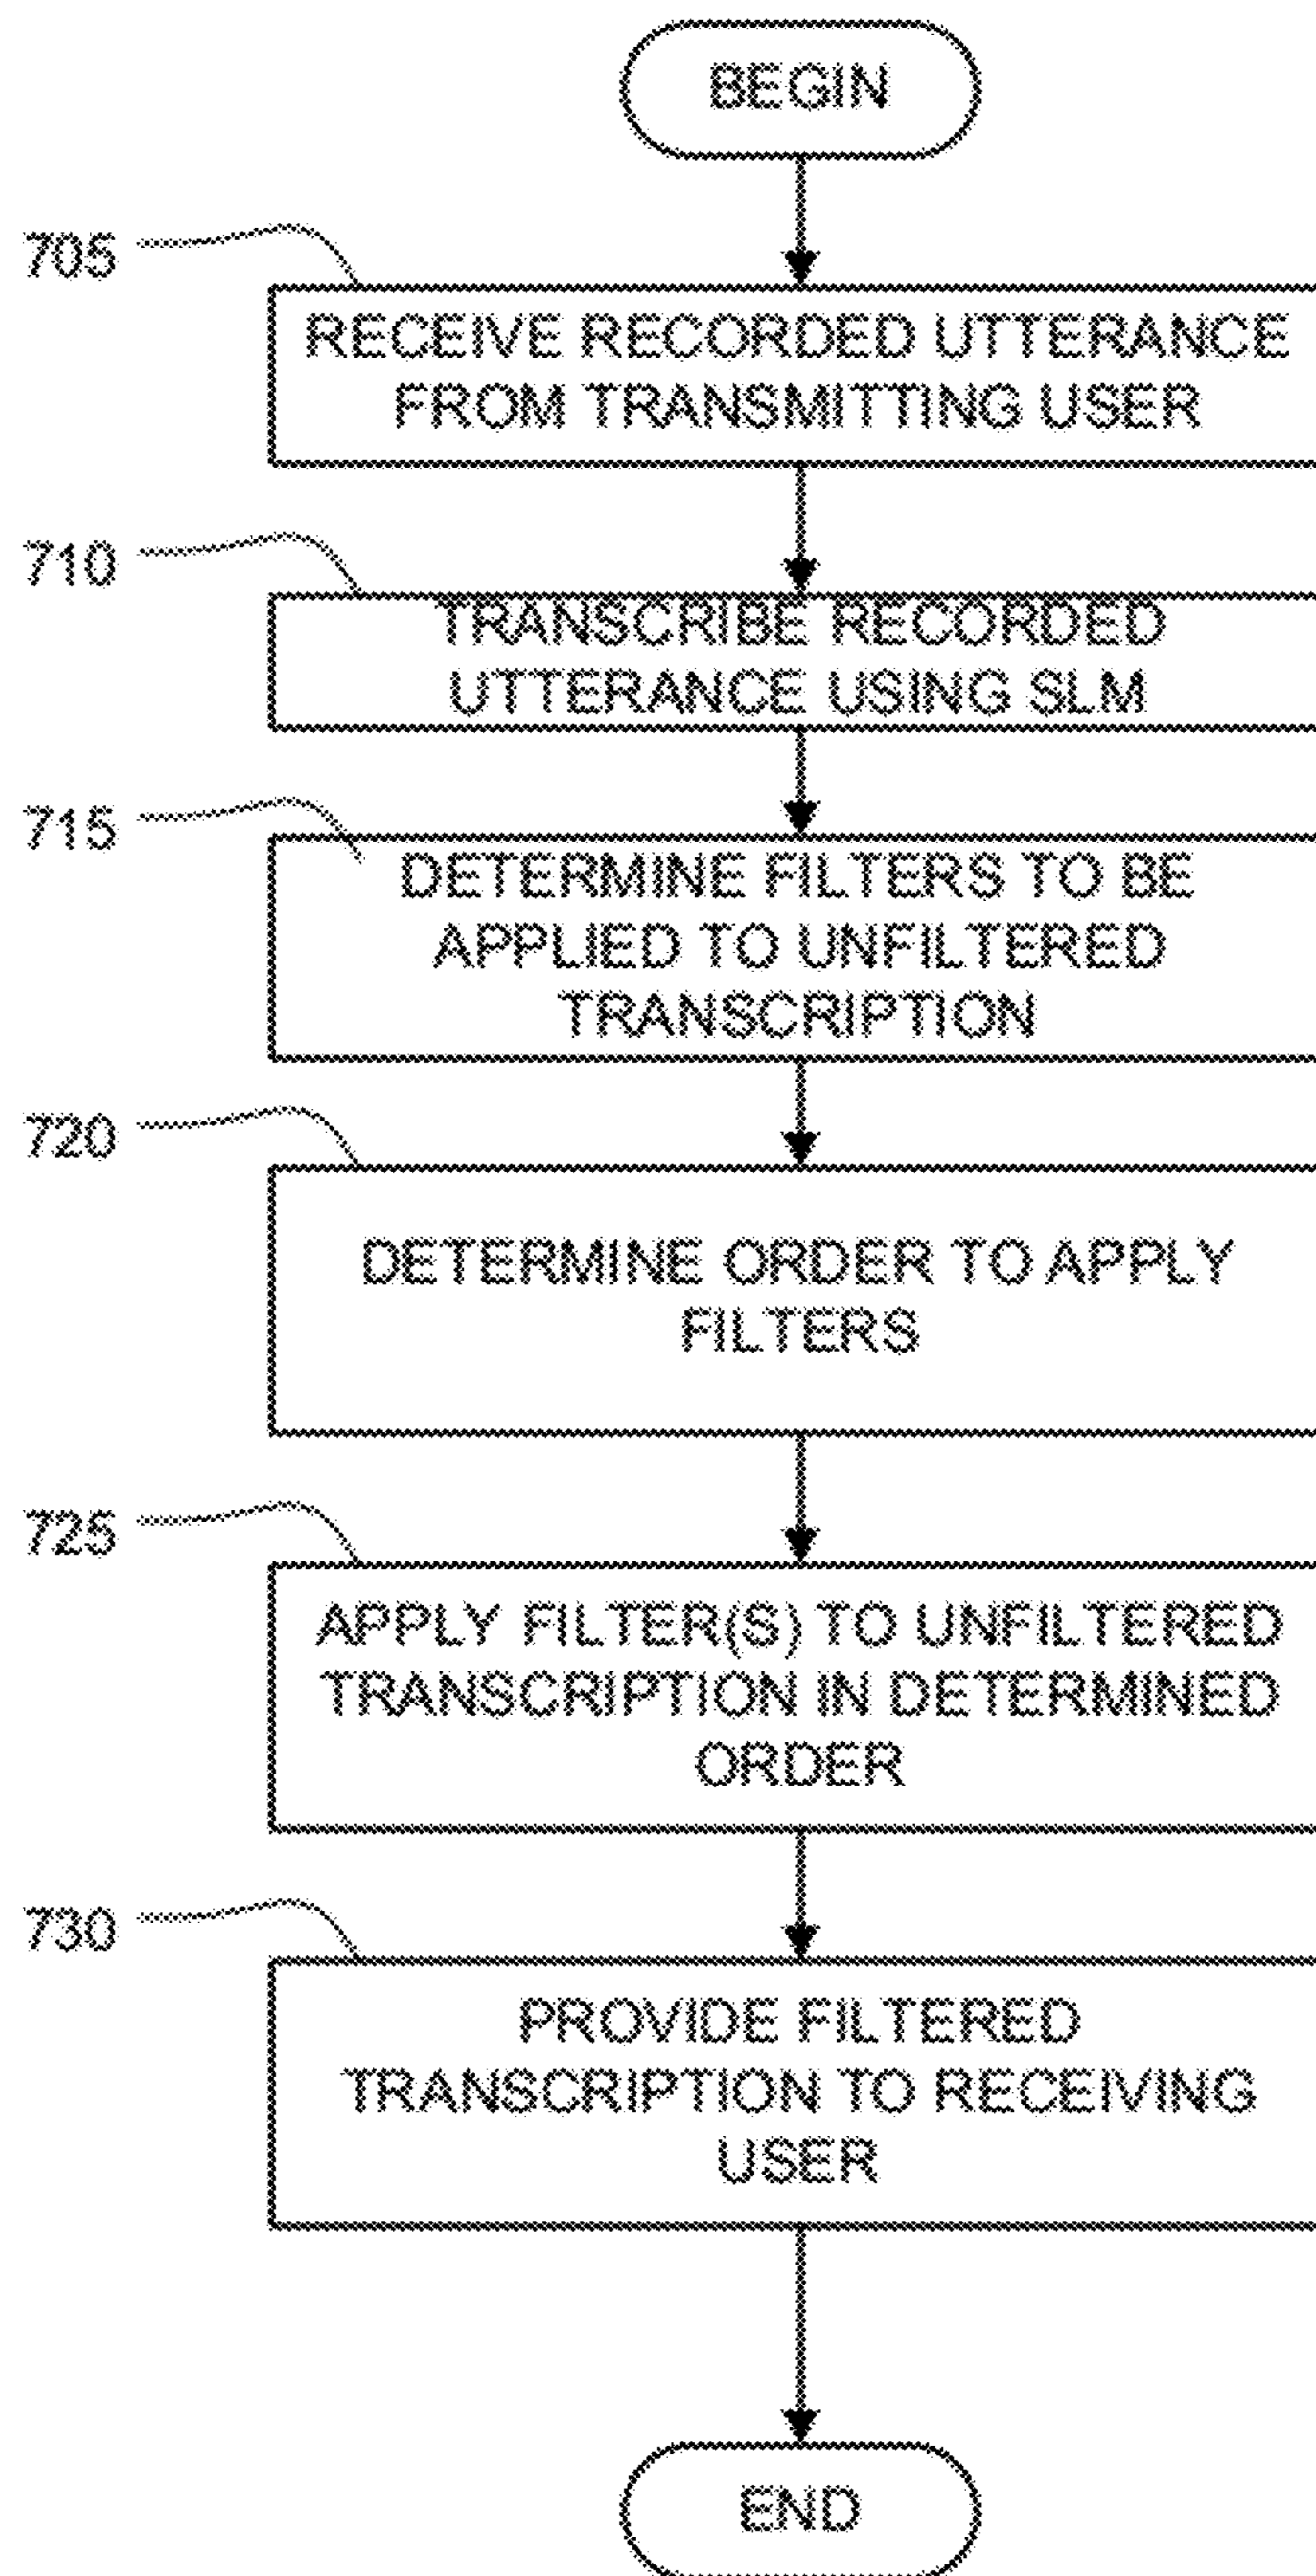 BEGIN
705
RECEIVE RECORDED UTTERANCE
FROM TRANSMITTING USER
710
TRANSCRIBE RECORDED
UTTERANCE USING SLM
715
DETERMINE FILTERS TO BE
APPLIED TO UNFILTERED
TRANSCRIPTION
720
DETERMINE ORDER TO APPLY
FILTERS
725
APPLY FILTER(S) TO UNFILTERED
TRANSCRIPTION IN DETERMINED
ORDER
730
PROVIDE FILTERED
TRANSCRIPTION TO RECEIVING
USER
END